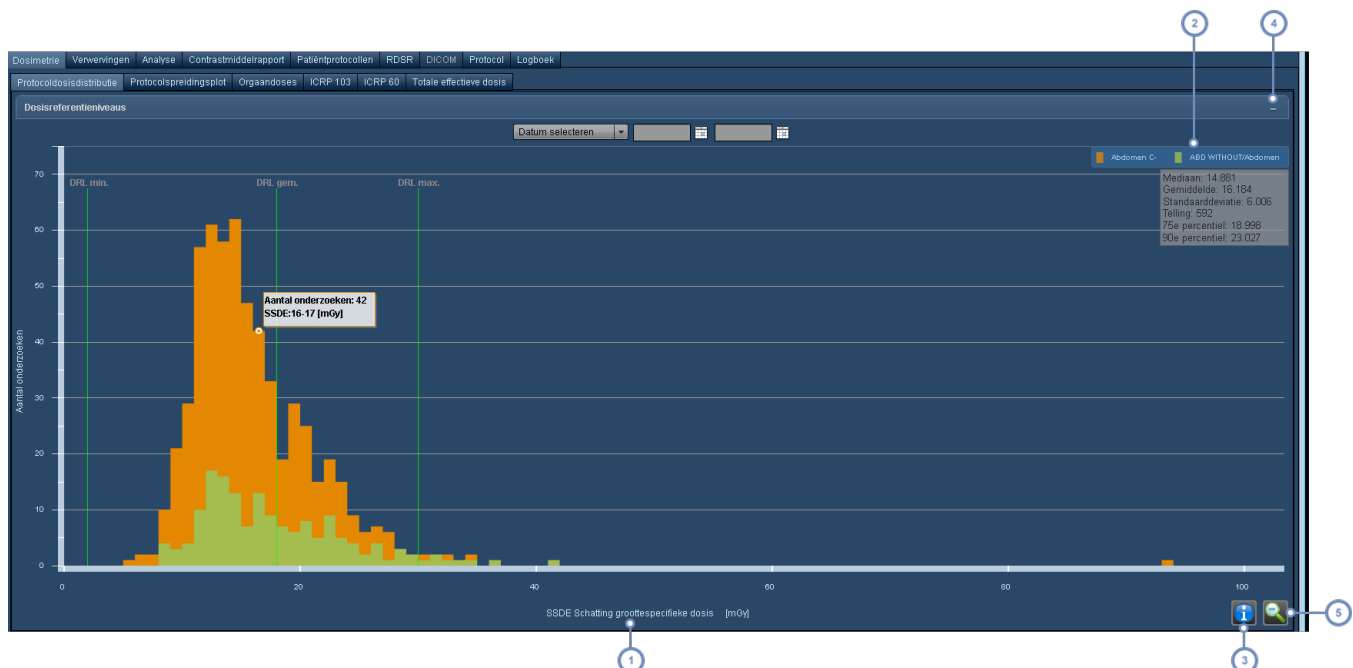 2
4
Dosimetrie Verwervingen Analyse Contrastmiddelrapport Patiëntprotocollen RDSR DICOM Protocol Logboek
Protocoldosisdistributie Protocolspreidingsplot Orgaandoses ICRP 103 ICRP 60 Totale effectieve dosis
Dosisreferentieniveaus
Datum selecteren
Abdomen C- ABD WITHOUT/Abdomen
Mediaan: 14.881
Gemiddelde: 16.184
Standaarddeviatie: 6.006
Telling: 592
75e percentiel: 18.998
90e percentiel: 23.027
DRL min. DRL gem. DRL max.
Aantal onderzoeken: 42
SSDE:16-17 [mGy]
Aantal onderzoeken
70
60
50
40
30
20
10
0
0 20 40 60 80 100
SSDE Schatting groottespecifieke dosis [mGy]
5
1
3